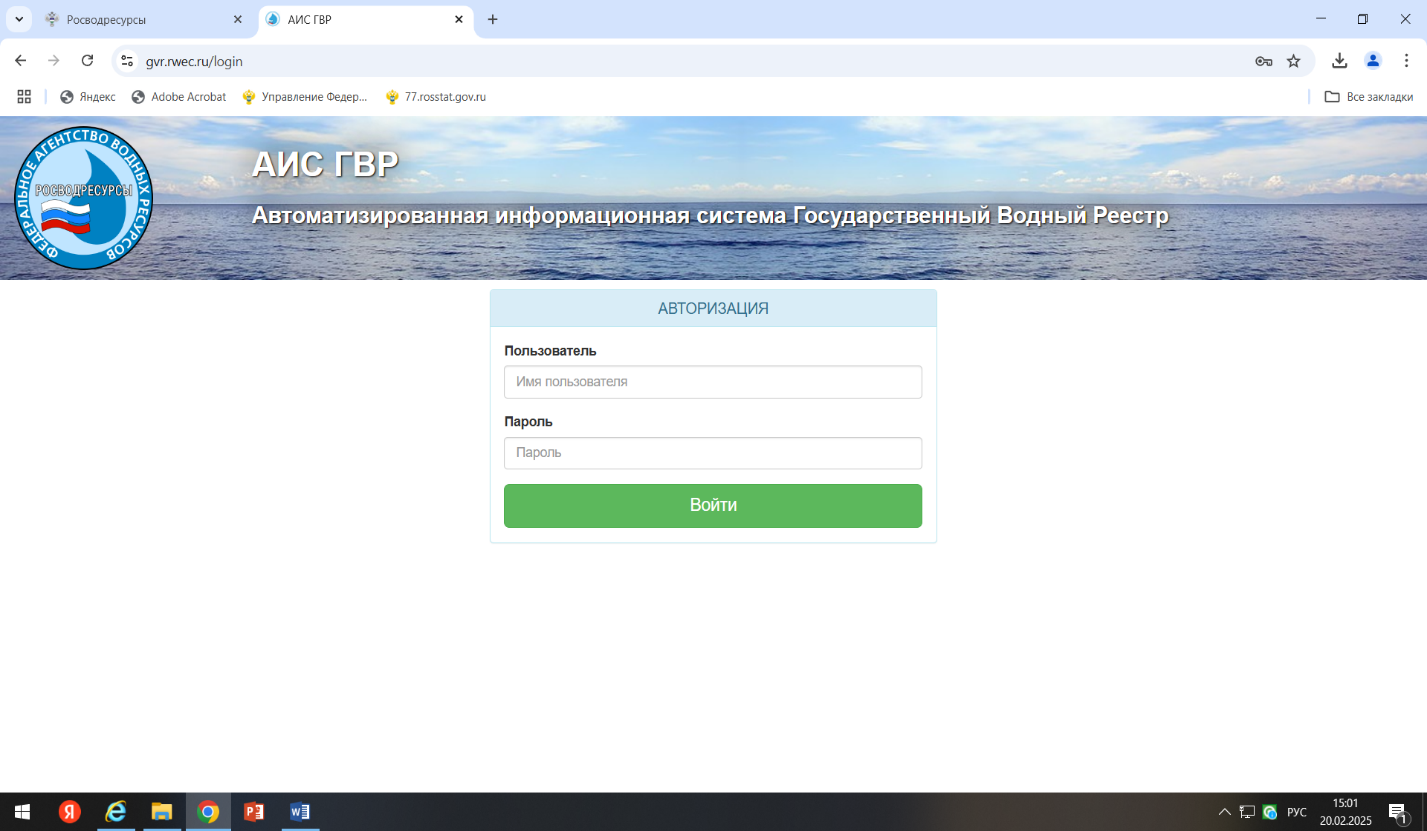 Росводресурсы
АИС ГВР
gvr.rwec.ru/login
Яндекс
Adobe Acrobat
Управление Федер...
77.rosstat.gov.ru
Все закладки
ФЕДЕРАЛЬНОЕ АГЕНТСТВО ВОДНЫХ РЕСУРСОВ
РОСВОДРЕСУРСЫ
АИС ГВР
Автоматизированная информационная система Государственный Водный Реестр
АВТОРИЗАЦИЯ
Пользователь
Имя пользователя
Пароль
Пароль
Войти
РУС
15:01
20.02.2025
1